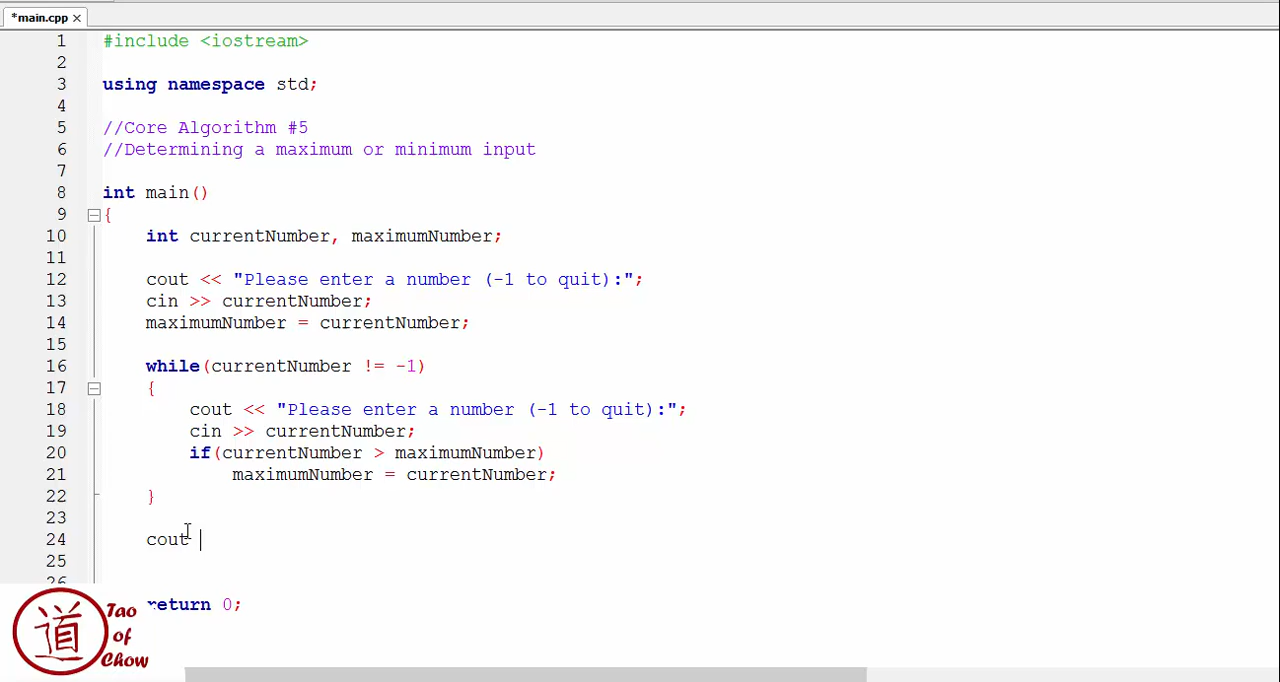 *main.cpp ×
1 #include <iostream>
2
3 using namespace std;
4
5 //Core Algorithm #5
6 //Determining a maximum or minimum input
7
8 int main()
9 {
10     int currentNumber, maximumNumber;
11
12     cout << "Please enter a number (-1 to quit):";
13     cin >> currentNumber;
14     maximumNumber = currentNumber;
15
16     while(currentNumber != -1)
17     {
18         cout << "Please enter a number (-1 to quit):";
19         cin >> currentNumber;
20         if(currentNumber > maximumNumber)
21             maximumNumber = currentNumber;
22     }
23
24     cout
25
26
return 0;
道
Tao
of
Chow